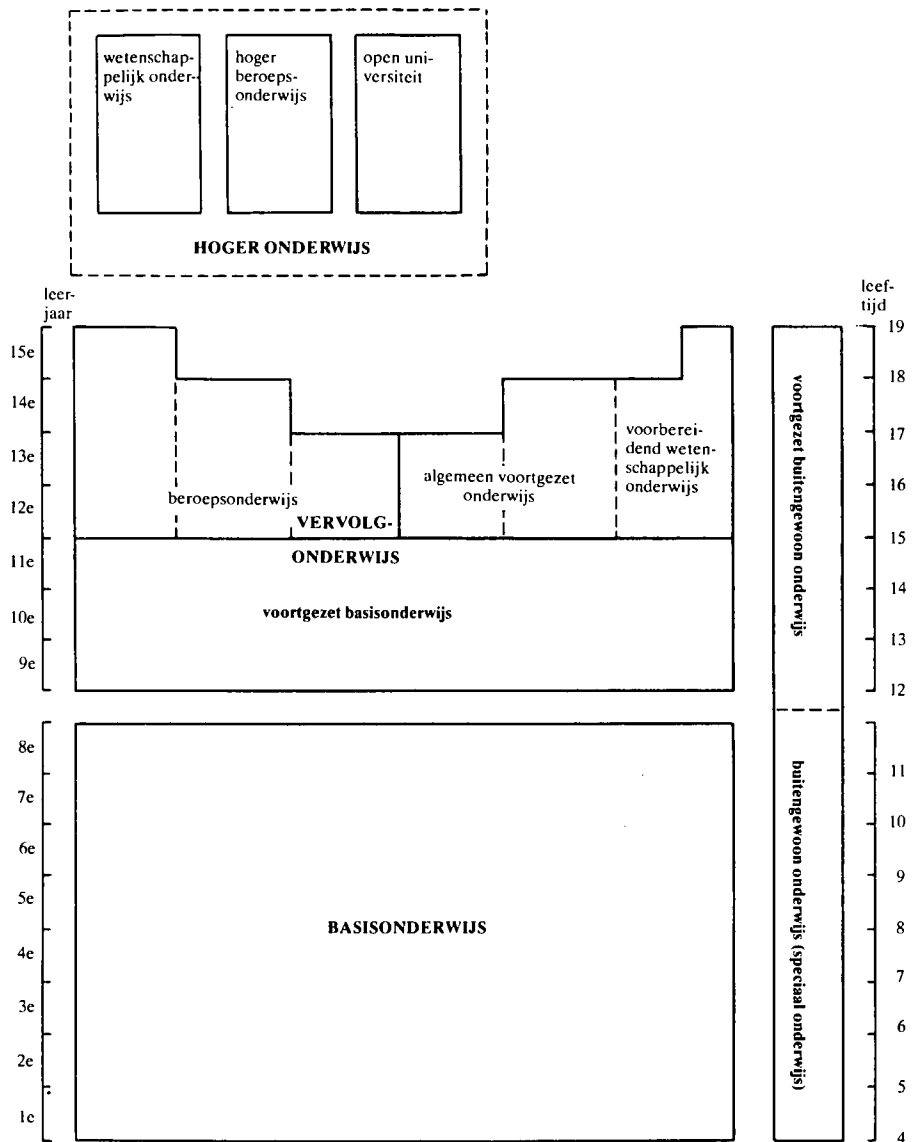 wetenschap-
pelijk onder-
wijs
hoger
beroeps-
onderwijs
open uni-
versiteit
HOGER ONDERWIJS
leer-
jaar
leef-
tijd
15e
14e
13e
12e
11e
10e
9e
8e
7e
6e
5e
4e
3e
2e
1e
beroepsonderwijs
algemeen voortgezet
onderwijs
voorberei-
dend weten-
schappelijk
onderwijs
VERVOLG-
ONDERWIJS
voortgezet basisonderwijs
BASISONDERWIJS
voortgezet buitengewoon onderwijs
buitengewoon onderwijs (speciaal onderwijs)
19
18
17
16
15
14
13
12
11
10
9
8
7
6
5
4